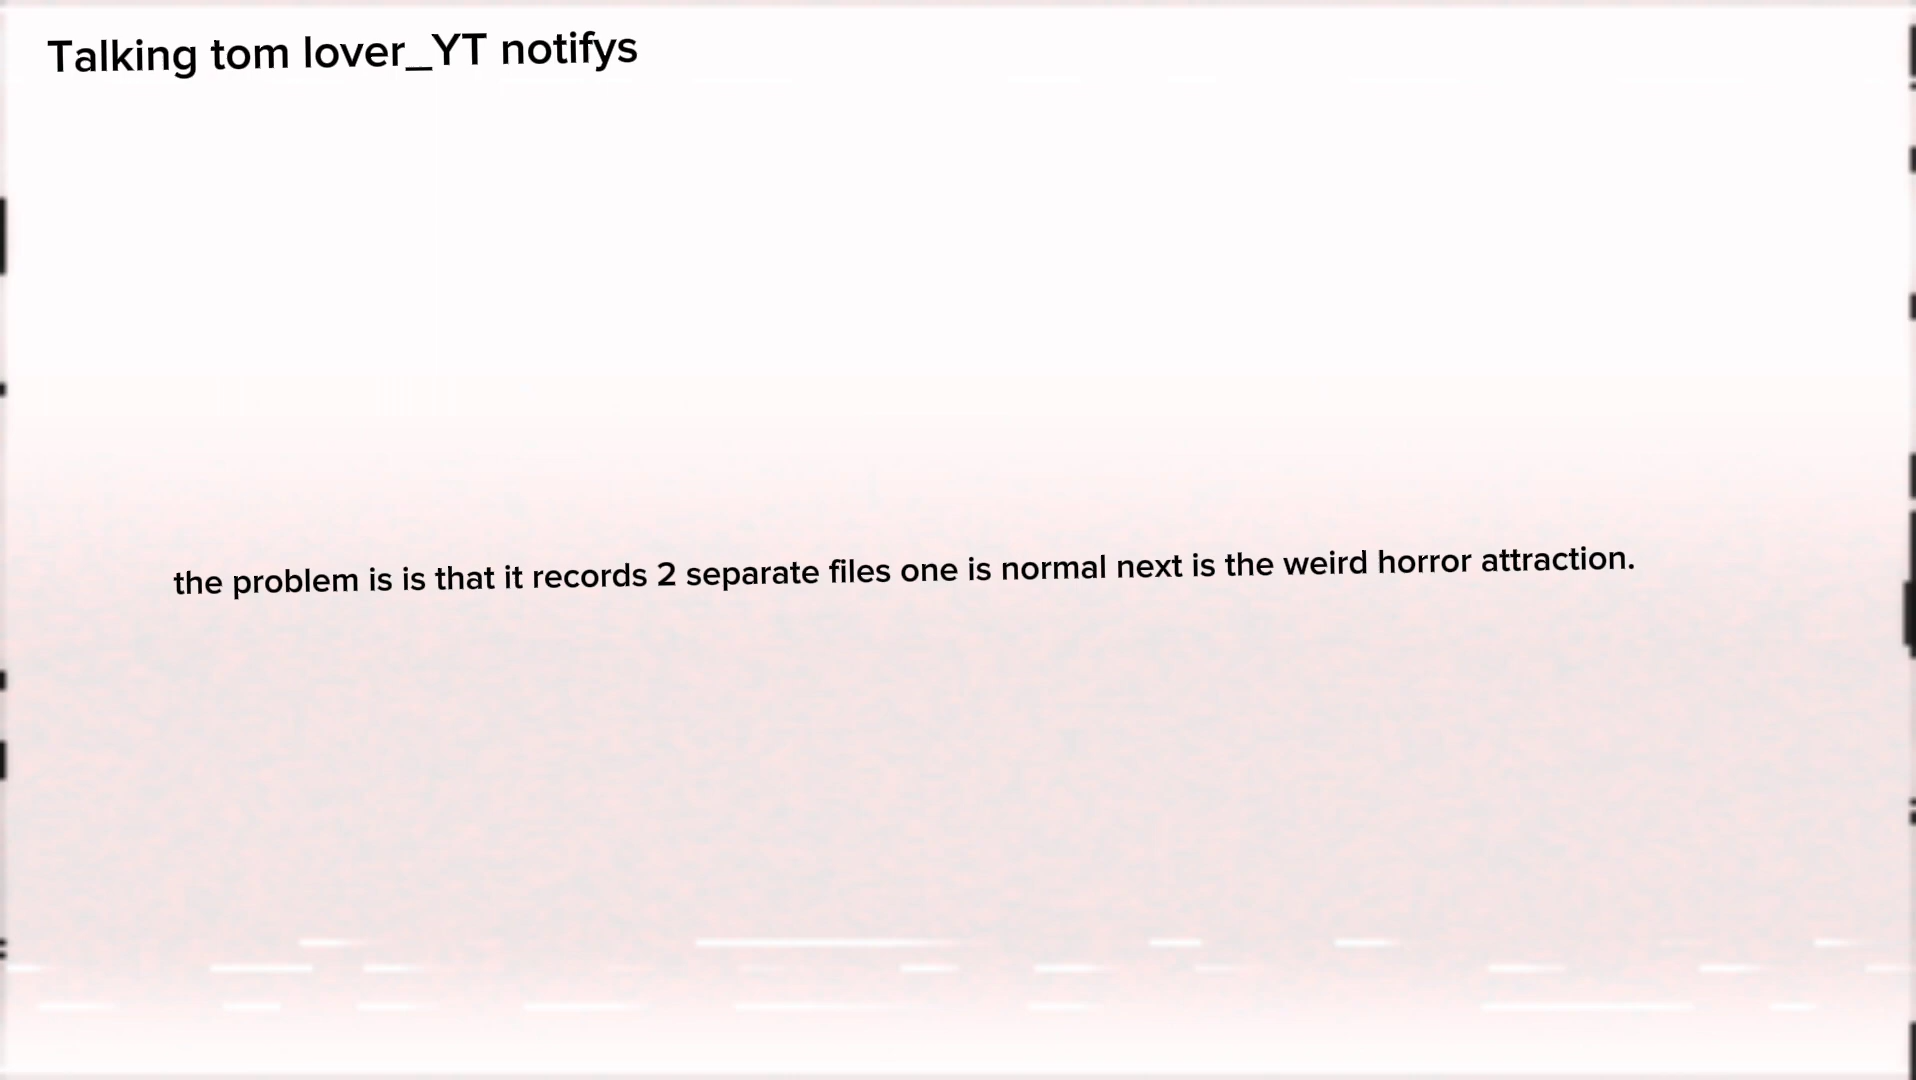 Talking tom lover_YT notifys
the problem is is that it records 2 separate files one is normal next is the weird horror attraction.